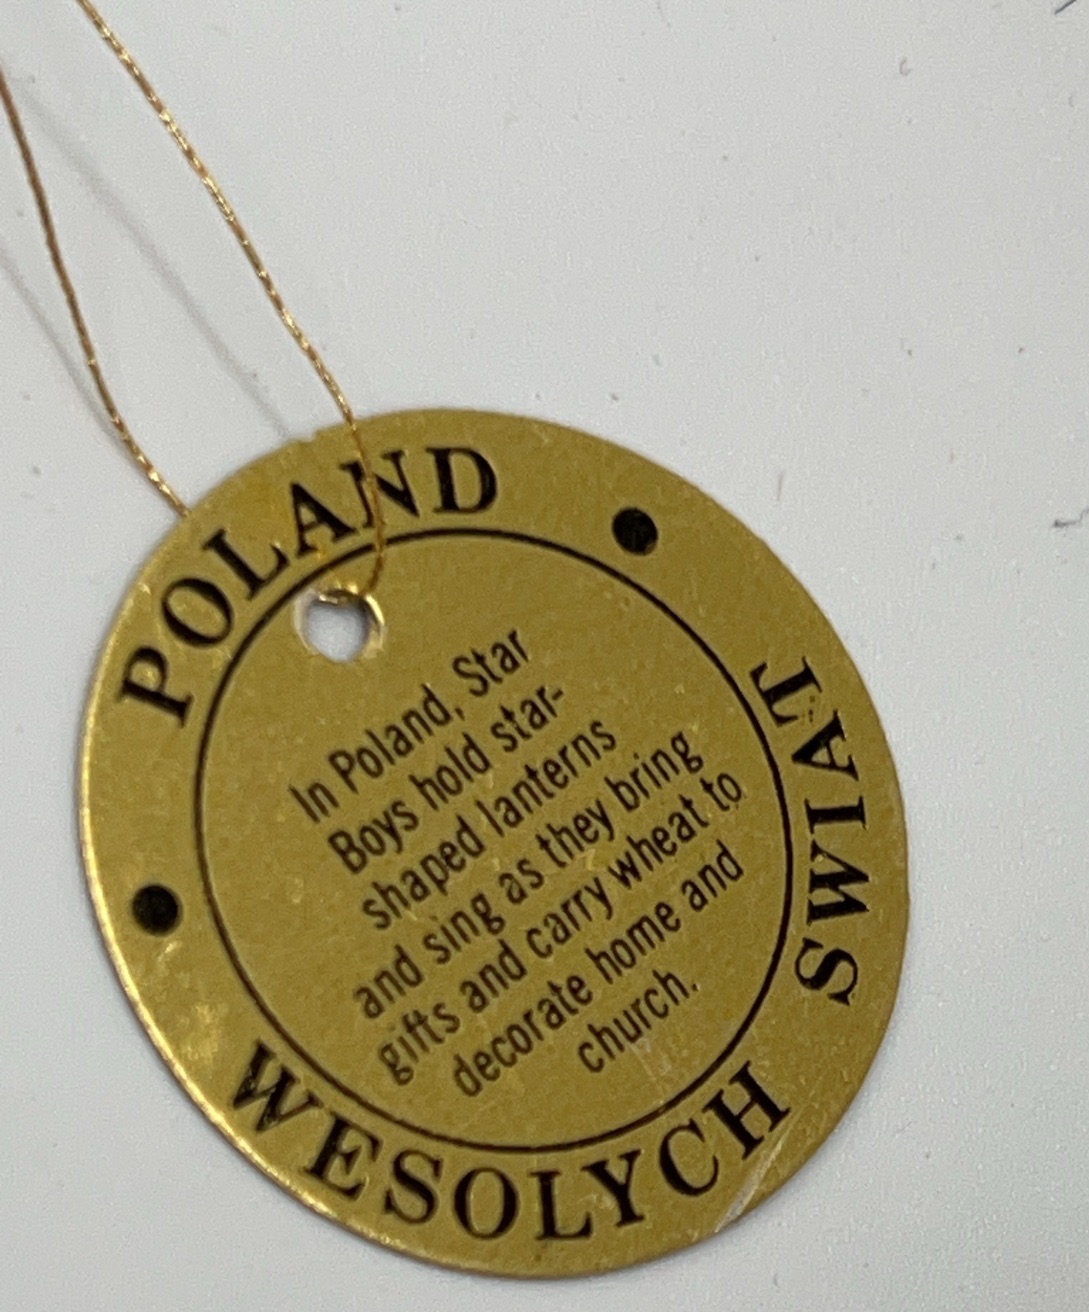 POLAND
WESOLYCH SWIAT
In Poland, Star
Boys hold star-
shaped lanterns
and sing as they bring
gifts and carry wheat to
decorate home and
church.